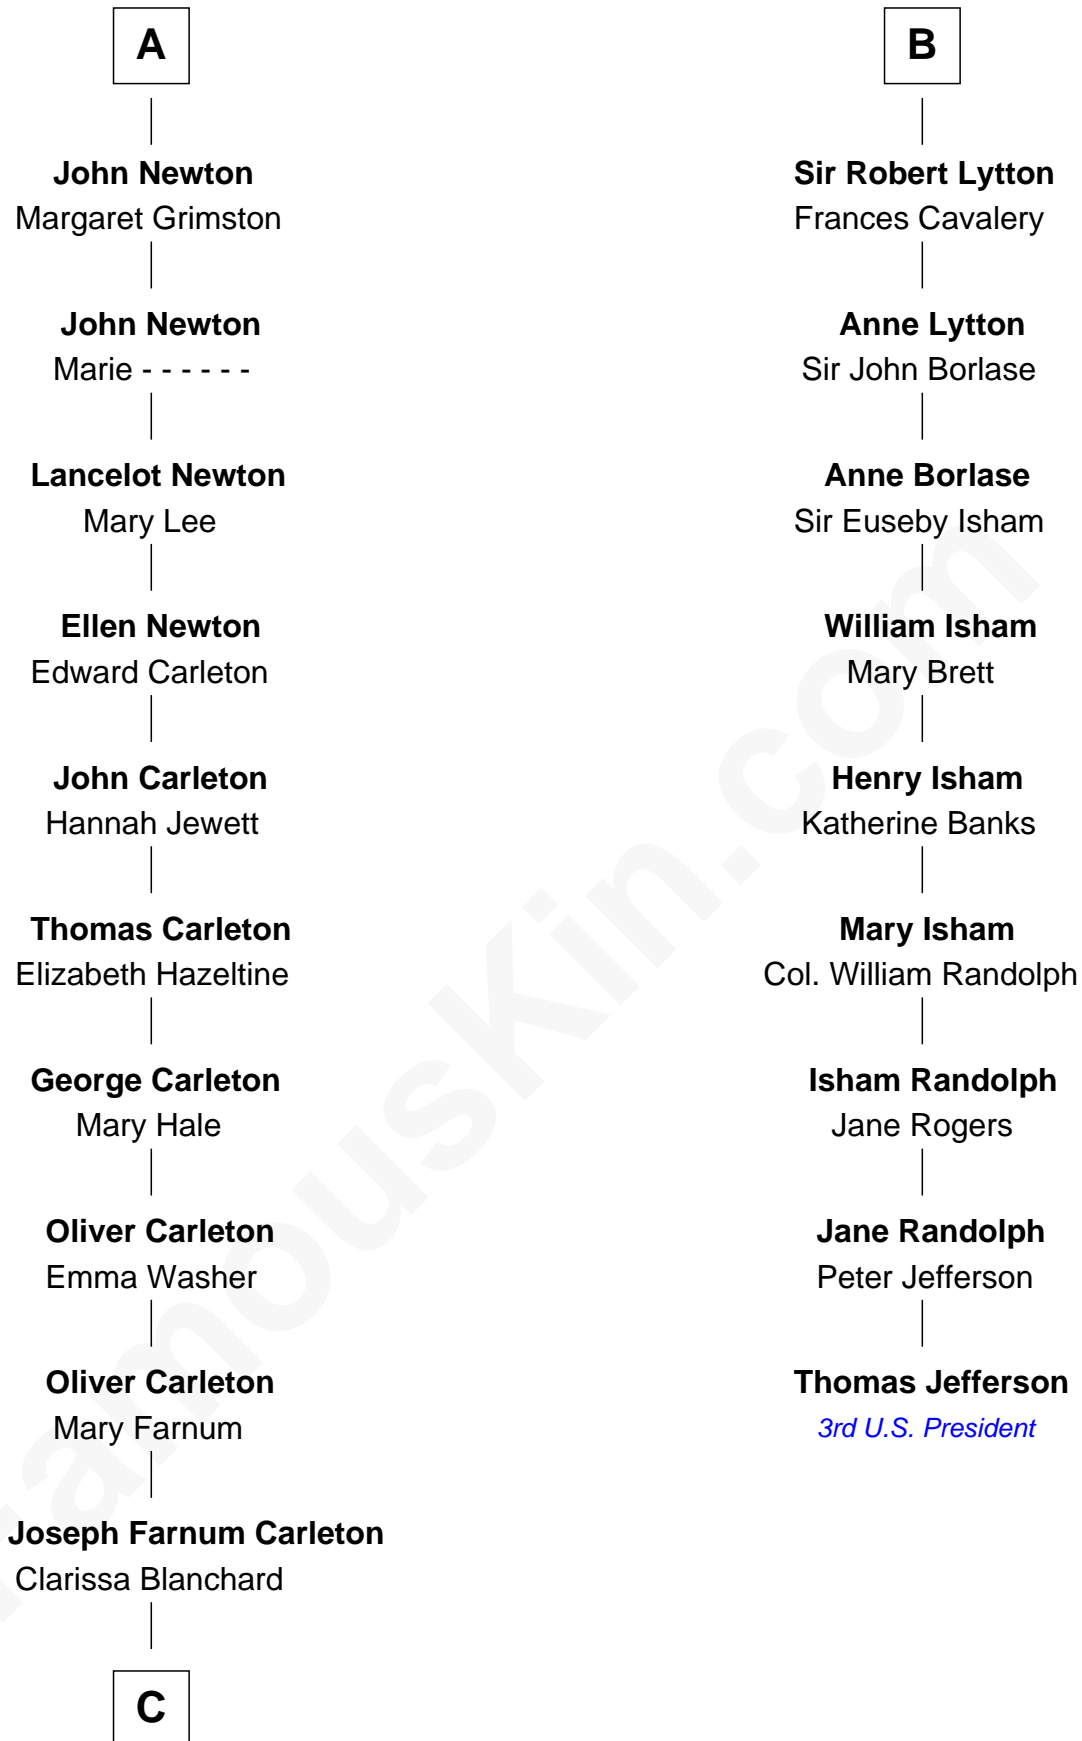 A
John Newton
Margaret Grimston
John Newton
Marie - - - - - -
Lancelot Newton
Mary Lee
Ellen Newton
Edward Carleton
John Carleton
Hannah Jewett
Thomas Carleton
Elizabeth Hazeltine
George Carleton
Mary Hale
Oliver Carleton
Emma Washer
Oliver Carleton
Mary Farnum
Joseph Farnum Carleton
Clarissa Blanchard
C
B
Sir Robert Lytton
Frances Cavalery
Anne Lytton
Sir John Borlase
Anne Borlase
Sir Euseby Isham
William Isham
Mary Brett
Henry Isham
Katherine Banks
Mary Isham
Col. William Randolph
Isham Randolph
Jane Rogers
Jane Randolph
Peter Jefferson
Thomas Jefferson
3rd U.S. President
FamousKin.com